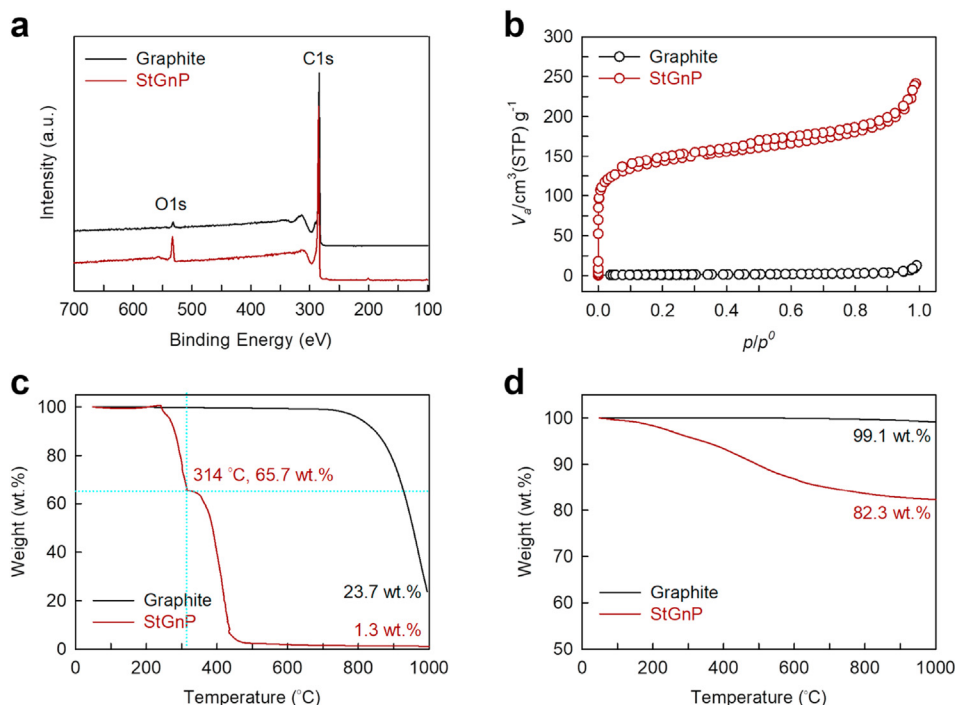 a
Graphite
StGnP
C1s
O1s
Intensity (a.u.)
700 600 500 400 300 200 100
Binding Energy (eV)
b
Graphite
StGnP
300
250
200
150
100
50
0
Vₐ/cm³(STP) g⁻¹
0.0 0.2 0.4 0.6 0.8 1.0
p/p⁰
c
100
80
60
40
20
0
Weight (wt.%)
314 °C, 65.7 wt.%
Graphite
StGnP
23.7 wt.%
1.3 wt.%
0 200 400 600 800 1000
Temperature (°C)
d
100
90
80
70
60
50
Weight (wt.%)
99.1 wt.%
82.3 wt.%
Graphite
StGnP
0 200 400 600 800 1000
Temperature (°C)